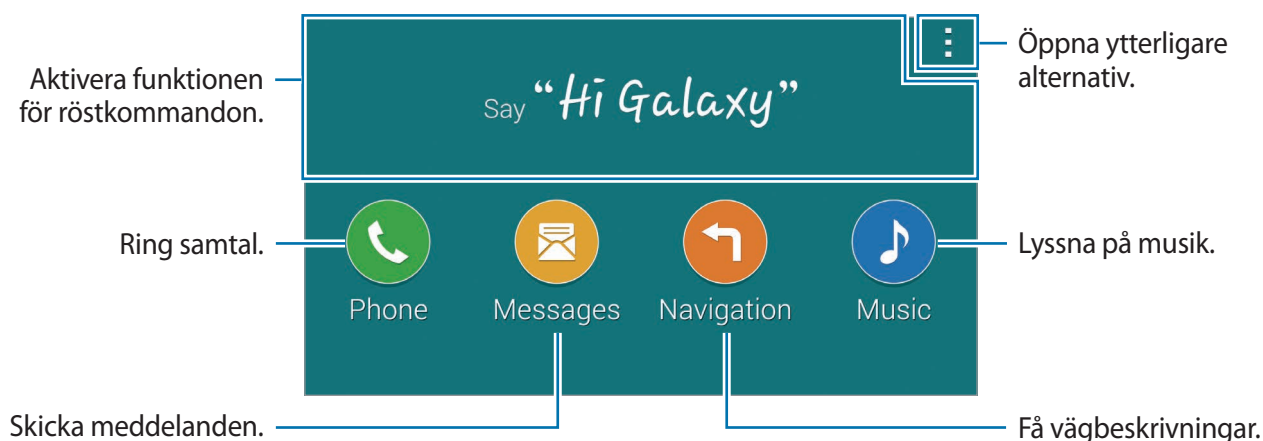 Aktivera funktionen
för röstkommandon.
Say “Hi Galaxy”
Öppna ytterligare
alternativ.
Ring samtal.
Lyssna på musik.
Phone
Messages
Navigation
Music
Skicka meddelanden.
Få vägbeskrivningar.